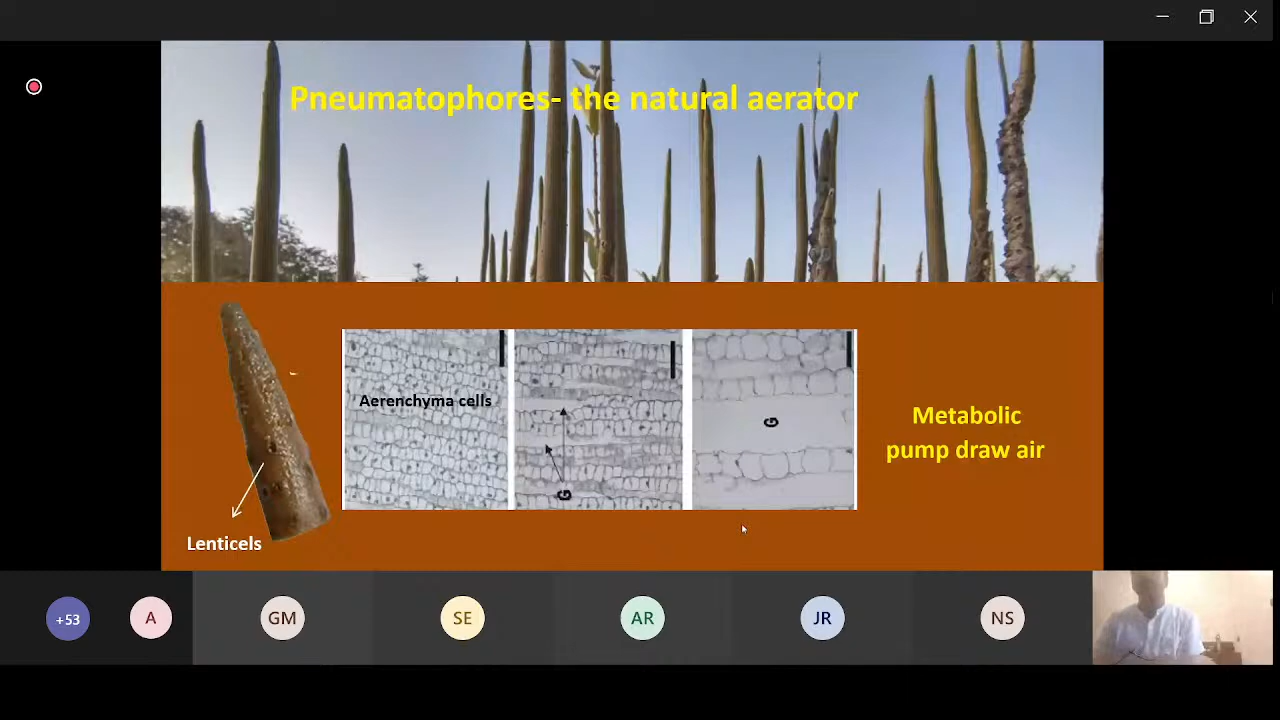 Pneumatophores- the natural aerator
Aerenchyma cells
G
G
Metabolic
pump draw air
Lenticels
+53
A
GM
SE
AR
JR
NS